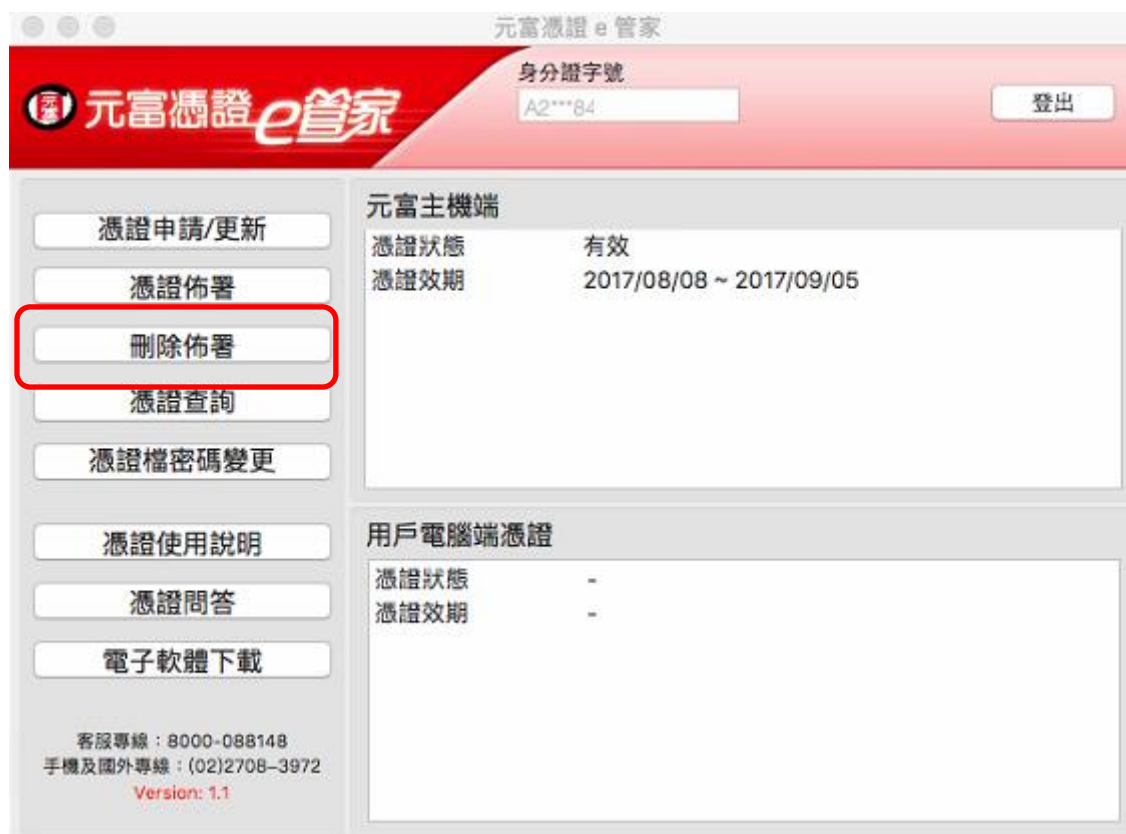 元富憑證 e 管家
元富 元富憑證e管家
身分證字號
A2***84
登出
憑證申請/更新
憑證佈署
刪除佈署
憑證查詢
憑證檔密碼變更
憑證使用說明
憑證問答
電子軟體下載
客服專線：8000-088148
手機及國外專線：(02)2708-3972
Version: 1.1
元富主機端
憑證狀態 有效
憑證效期 2017/08/08 ~ 2017/09/05
用戶電腦端憑證
憑證狀態 -
憑證效期 -